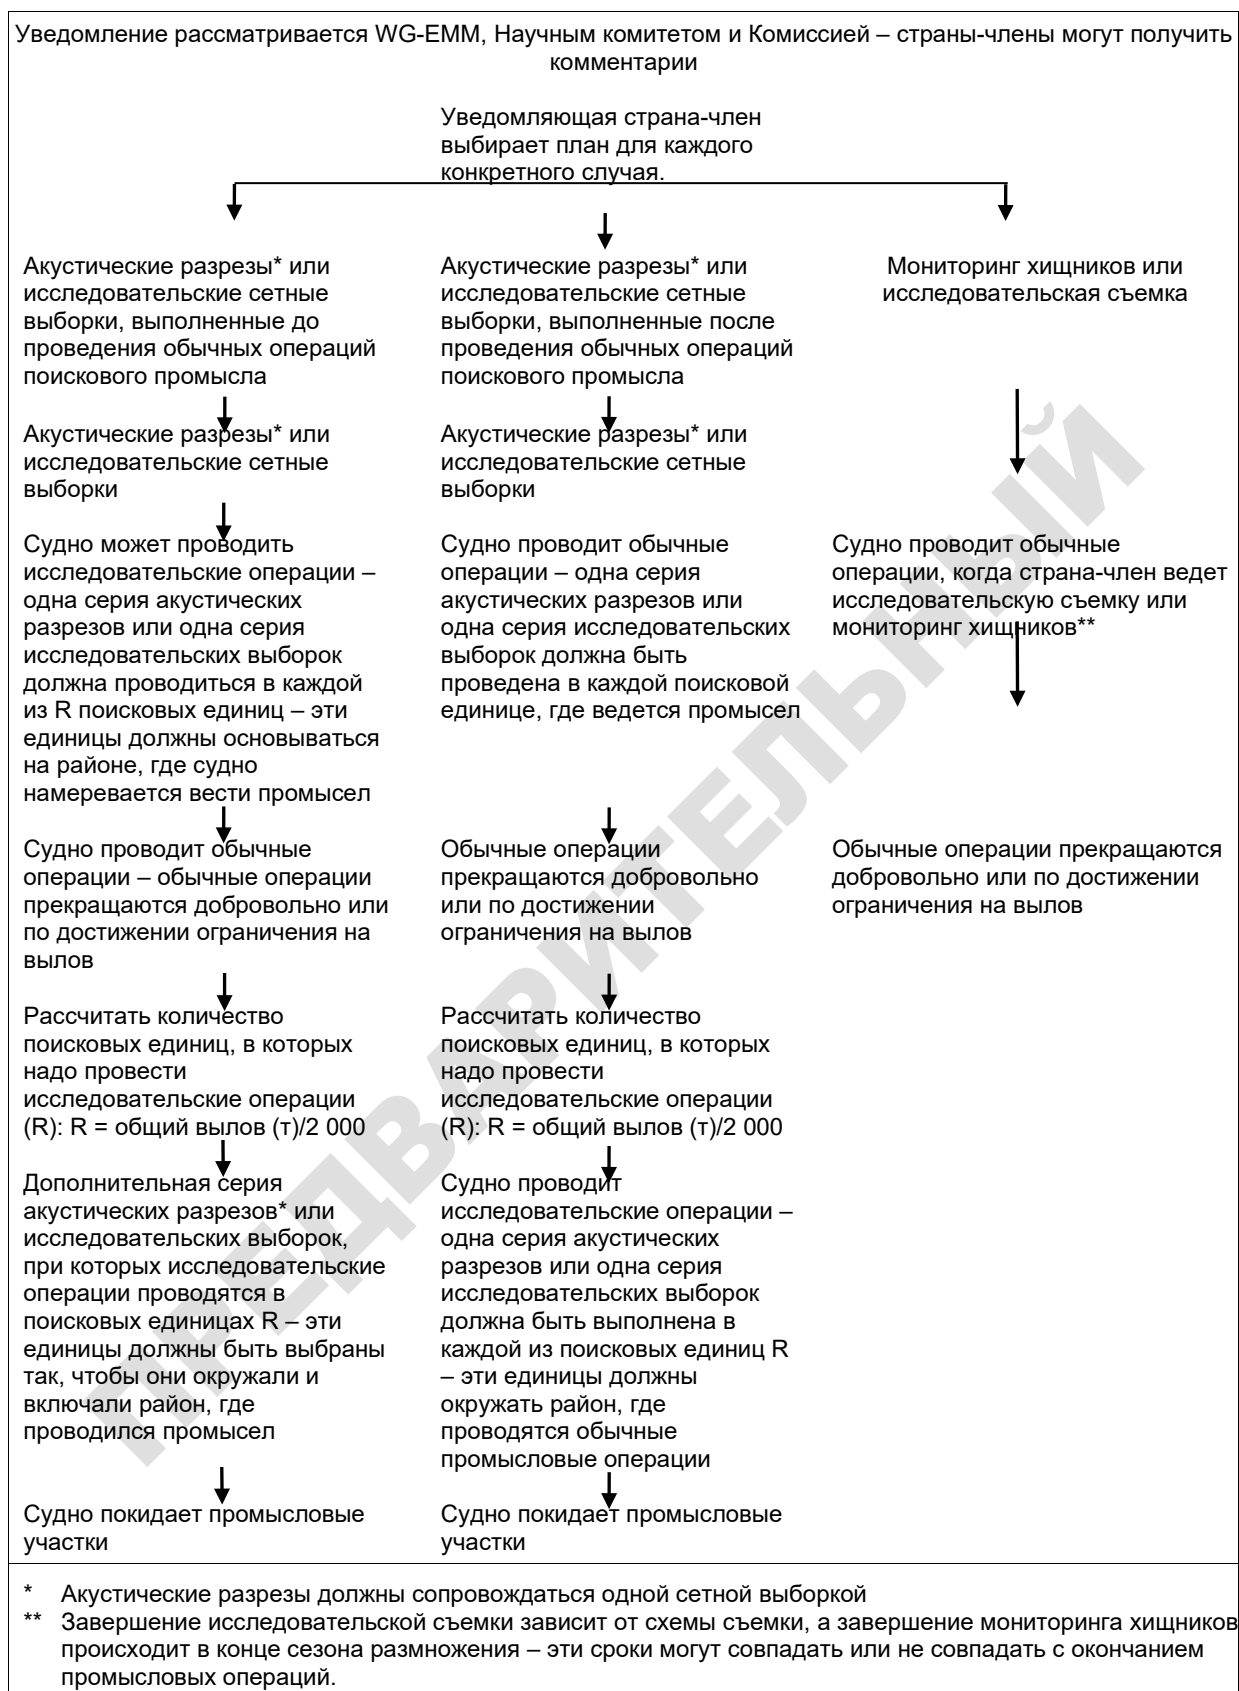 Уведомление рассматривается WG-EMM, Научным комитетом и Комиссией – страны-члены могут получить
комментарии
Уведомляющая страна-член
выбирает план для каждого
конкретного случая.
Акустические разрезы* или
исследовательские сетные
выборки, выполненные до
проведения обычных операций
поискового промысла
Акустические разрезы* или
исследовательские сетные
выборки
Судно может проводить
исследовательские операции –
одна серия акустических
разрезов или одна серия
исследовательских выборок
должна проводиться в каждой
из R поисковых единиц – эти
единицы должны основываться
на районе, где судно
намеревается вести промысел
Судно проводит обычные
операции – обычные операции
прекращаются добровольно или
по достижении ограничения на
вылов
Рассчитать количество
поисковых единиц, в которых
надо провести
исследовательские операции
(R): R = общий вылов (т)/2 000
Дополнительная серия
акустических разрезов* или
исследовательских выборок,
при которых исследовательские
операции проводятся в
поисковых единицах R – эти
единицы должны быть выбраны
так, чтобы они окружали и
включали район, где
проводился промысел
Судно покидает промысловые
участки
Акустические разрезы* или
исследовательские сетные
выборки, выполненные после
проведения обычных операций
поискового промысла
Акустические разрезы* или
исследовательские сетные
выборки
Судно проводит обычные
операции – одна серия
акустических разрезов или
одна серия исследовательских
выборок должна быть
проведена в каждой поисковой
единице, где ведется промысел
Обычные операции
прекращаются добровольно
или по достижении
ограничения на вылов
Рассчитать количество
поисковых единиц, в которых
надо провести
исследовательские операции
(R): R = общий вылов (т)/2 000
Судно проводит
исследовательские операции –
одна серия акустических
разрезов или одна серия
исследовательских выборок
должна быть выполнена в
каждой из поисковых единиц R
– эти единицы должны
окружать район, где
проводятся обычные
промысловые операции
Судно покидает промысловые
участки
Мониторинг хищников или
исследовательская съемка
Судно проводит обычные
операции, когда страна-член ведет
исследовательскую съемку или
мониторинг хищников**
Обычные операции прекращаются
добровольно или по достижении
ограничения на вылов
* Акустические разрезы должны сопровождаться одной сетной выборкой
** Завершение исследовательской съемки зависит от схемы съемки, а завершение мониторинга хищников
происходит в конце сезона размножения – эти сроки могут совпадать или не совпадать с окончанием
промысловых операций.
ПРЕДВАРИТЕЛЬНЫЙ